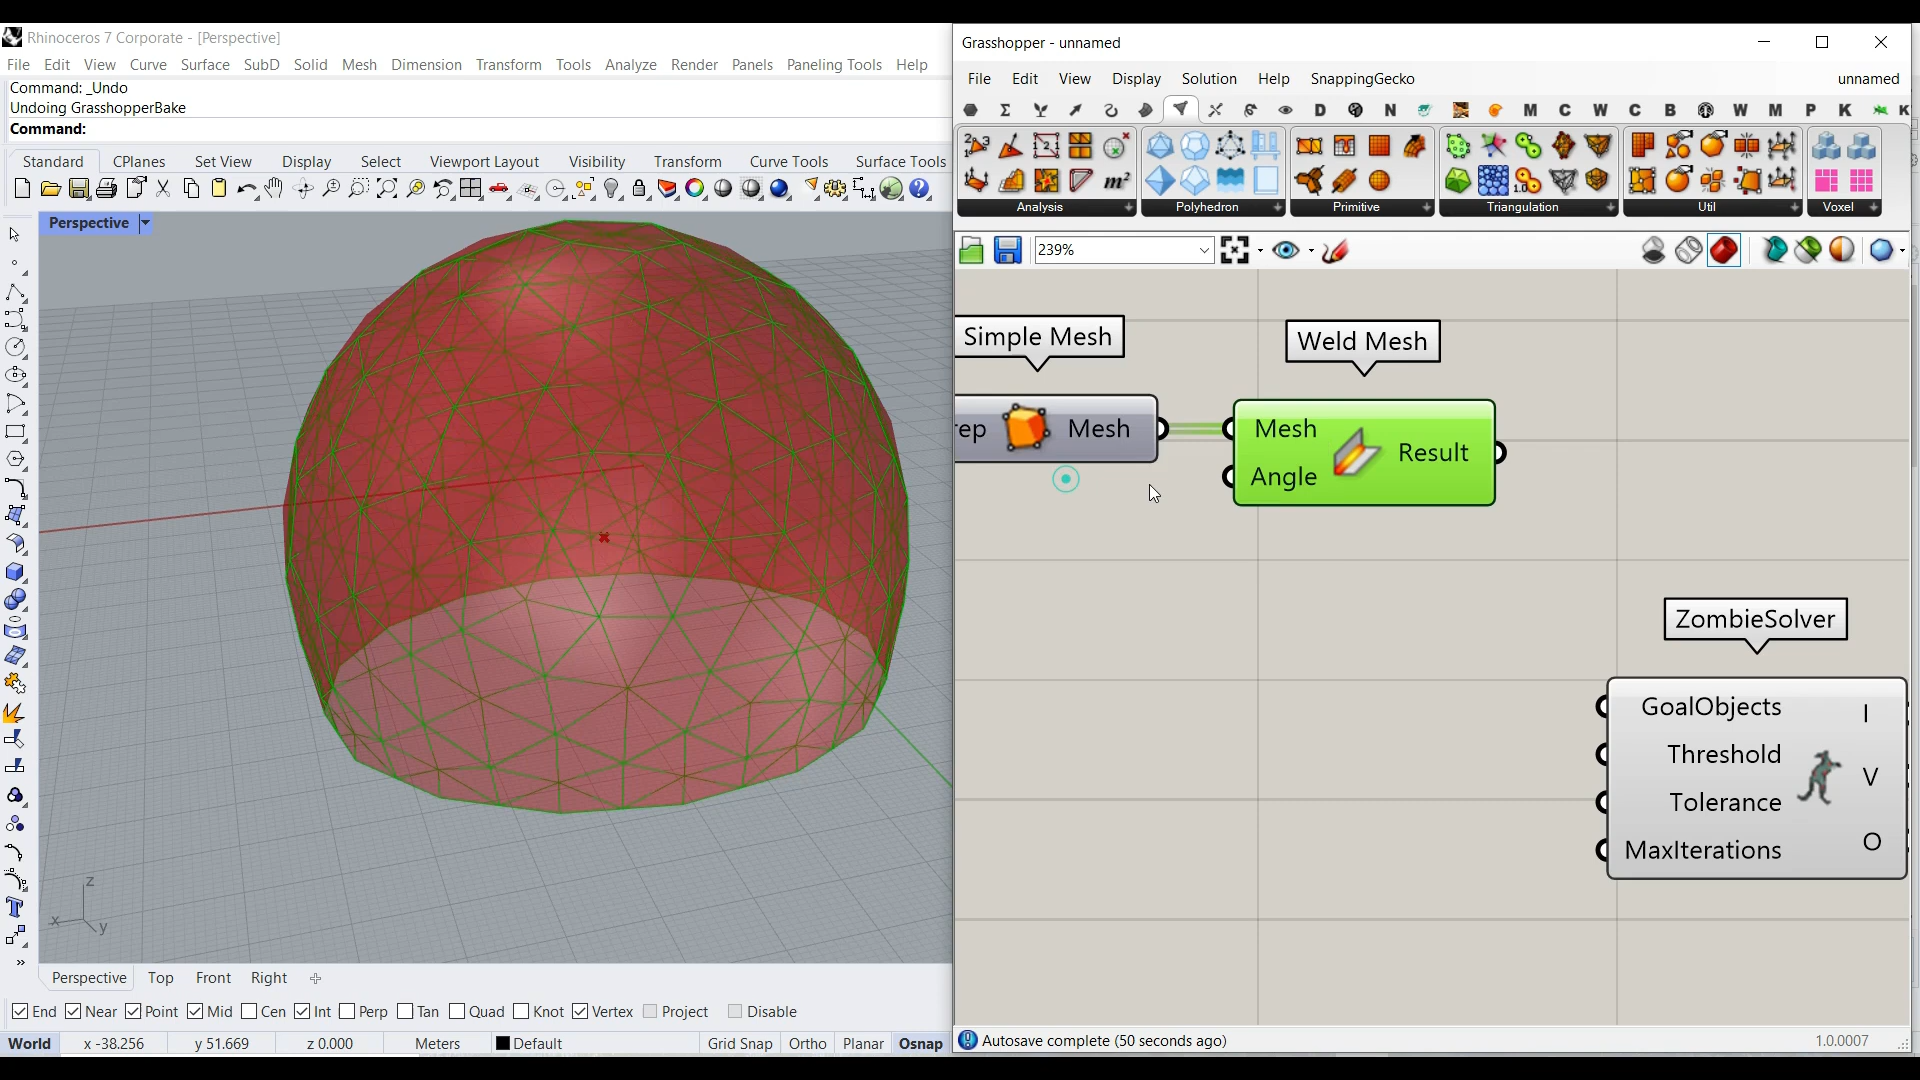 Rhinoceros 7 Corporate - [Perspective]
File Edit View Curve Surface SubD Solid Mesh Dimension Transform Tools Analyze Render Panels Paneling Tools Help
Command: _Undo
Undoing GrasshopperBake
Command:
Standard CPlanes Set View Display Select Viewport Layout Visibility Transform Curve Tools Surface Tools
Perspective
z
x
y
Perspective Top Front Right
End Near Point Mid Cen Int Perp Tan Quad Knot Vertex Project Disable
World x -38.256 y 51.669 z 0.000 Meters Default Grid Snap Ortho Planar Osnap
Grasshopper - unnamed
File Edit View Display Solution Help SnappingGecko unnamed
D N M C W C B W M P K K
Analysis Polyhedron Primitive Triangulation Util Voxel
239%
Simple Mesh
Weld Mesh
rep Mesh
Mesh
Angle
Result
ZombieSolver
GoalObjects
Threshold
Tolerance
MaxIterations
I
V
O
Autosave complete (50 seconds ago)
1.0.0007